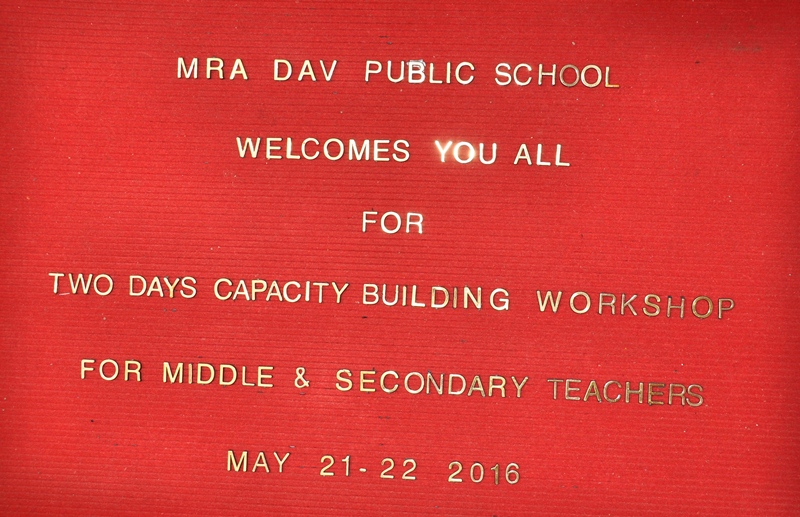 MRA DAV PUBLIC SCHOOL
WELCOMES YOU ALL
FOR
TWO DAYS CAPACITY BUILDING WORKSHOP
FOR MIDDLE & SECONDARY TEACHERS
MAY 21-22 2016